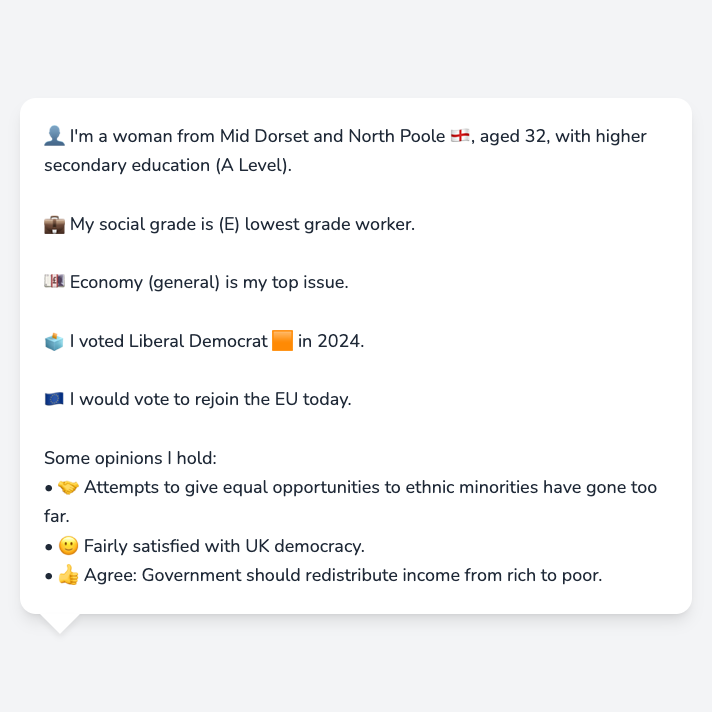 👤 I'm a woman from Mid Dorset and North Poole 🏴󠁧󠁢󠁥󠁮󠁧󠁿, aged 32, with higher
secondary education (A Level).
💼 My social grade is (E) lowest grade worker.
💷 Economy (general) is my top issue.
🗳️ I voted Liberal Democrat 🟧 in 2024.
🇪🇺 I would vote to rejoin the EU today.
Some opinions I hold:
• 🤝 Attempts to give equal opportunities to ethnic minorities have gone too
far.
• 🙂 Fairly satisfied with UK democracy.
• 👍 Agree: Government should redistribute income from rich to poor.